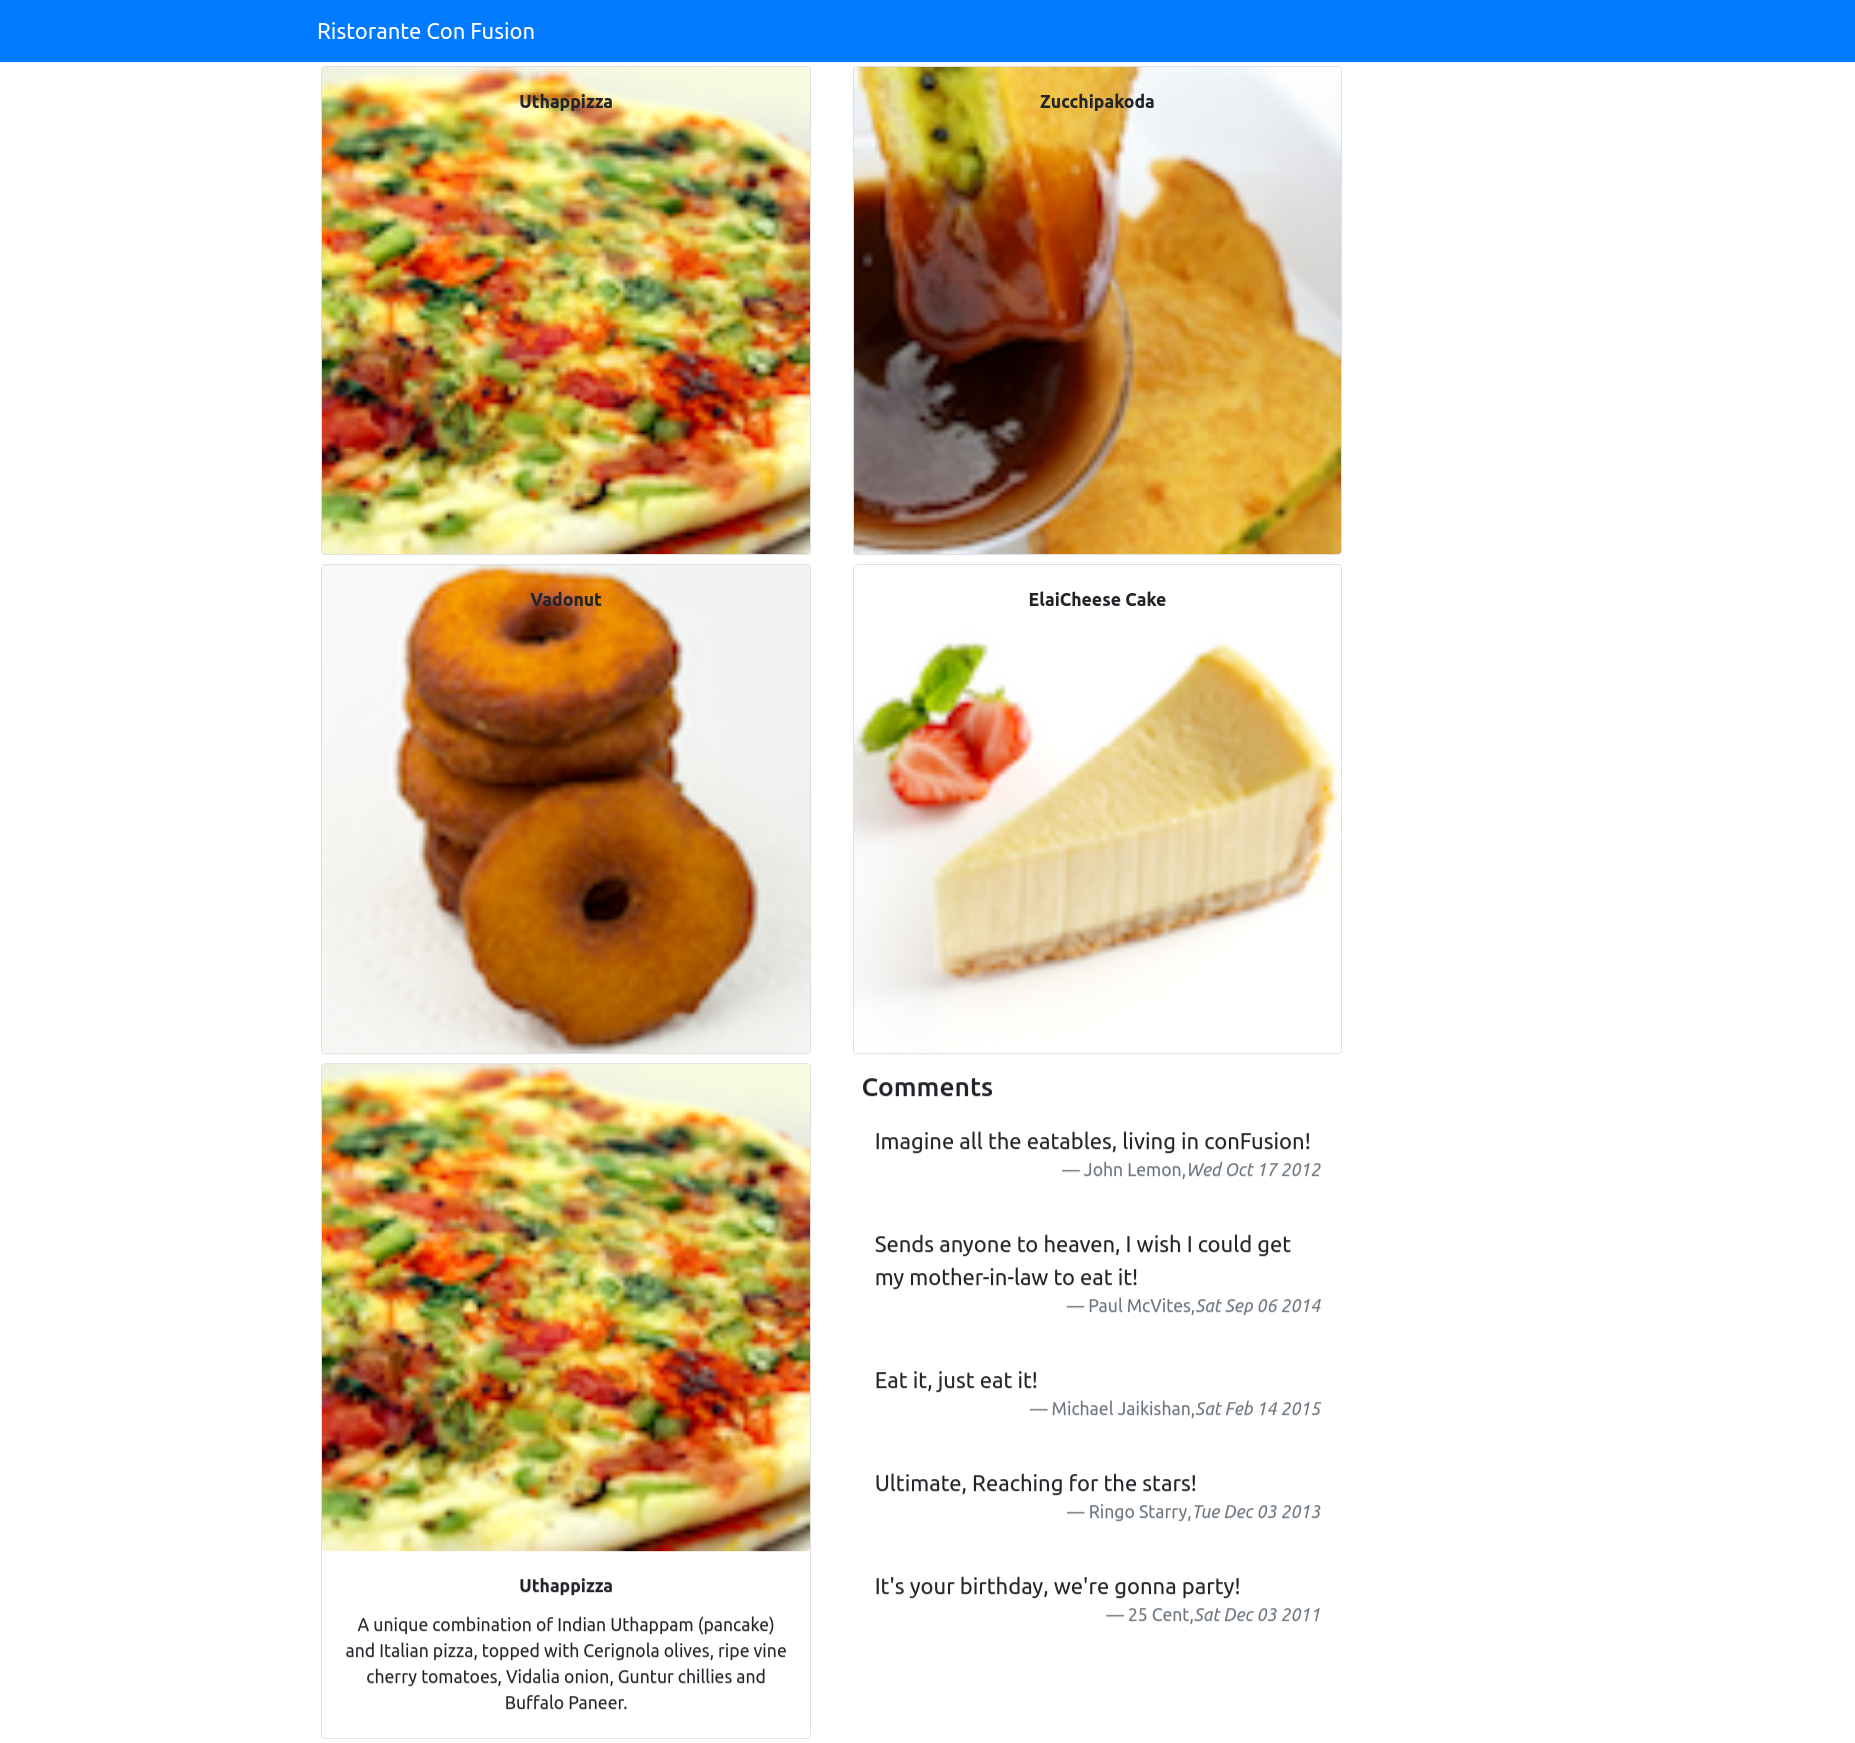 Ristorante Con Fusion
Uthappizza
Zucchipakoda
Vadonut
ElaiCheese Cake
Uthappizza
A unique combination of Indian Uthappam (pancake)
and Italian pizza, topped with Cerignola olives, ripe vine
cherry tomatoes, Vidalia onion, Guntur chillies and
Buffalo Paneer.
Comments
Imagine all the eatables, living in conFusion!
— John Lemon,Wed Oct 17 2012
Sends anyone to heaven, I wish I could get
my mother-in-law to eat it!
— Paul McVites,Sat Sep 06 2014
Eat it, just eat it!
— Michael Jaikishan,Sat Feb 14 2015
Ultimate, Reaching for the stars!
— Ringo Starry,Tue Dec 03 2013
It's your birthday, we're gonna party!
— 25 Cent,Sat Dec 03 2011